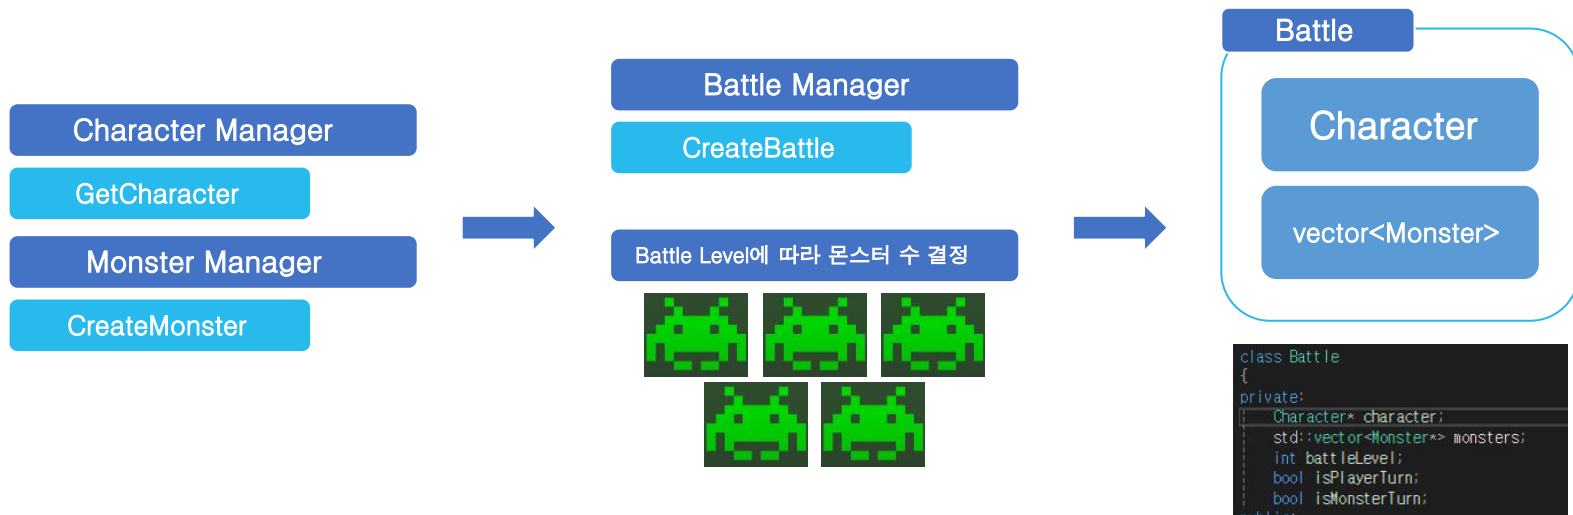 Character Manager
GetCharacter
Monster Manager
CreateMonster
Battle Manager
CreateBattle
Battle Level에 따라 몬스터 수 결정
Battle
Character
vector<Monster>
class Battle
{
private:
Character* character;
std::vector<Monster*> monsters;
int battleLevel;
bool isPlayerTurn;
bool isMonsterTurn;